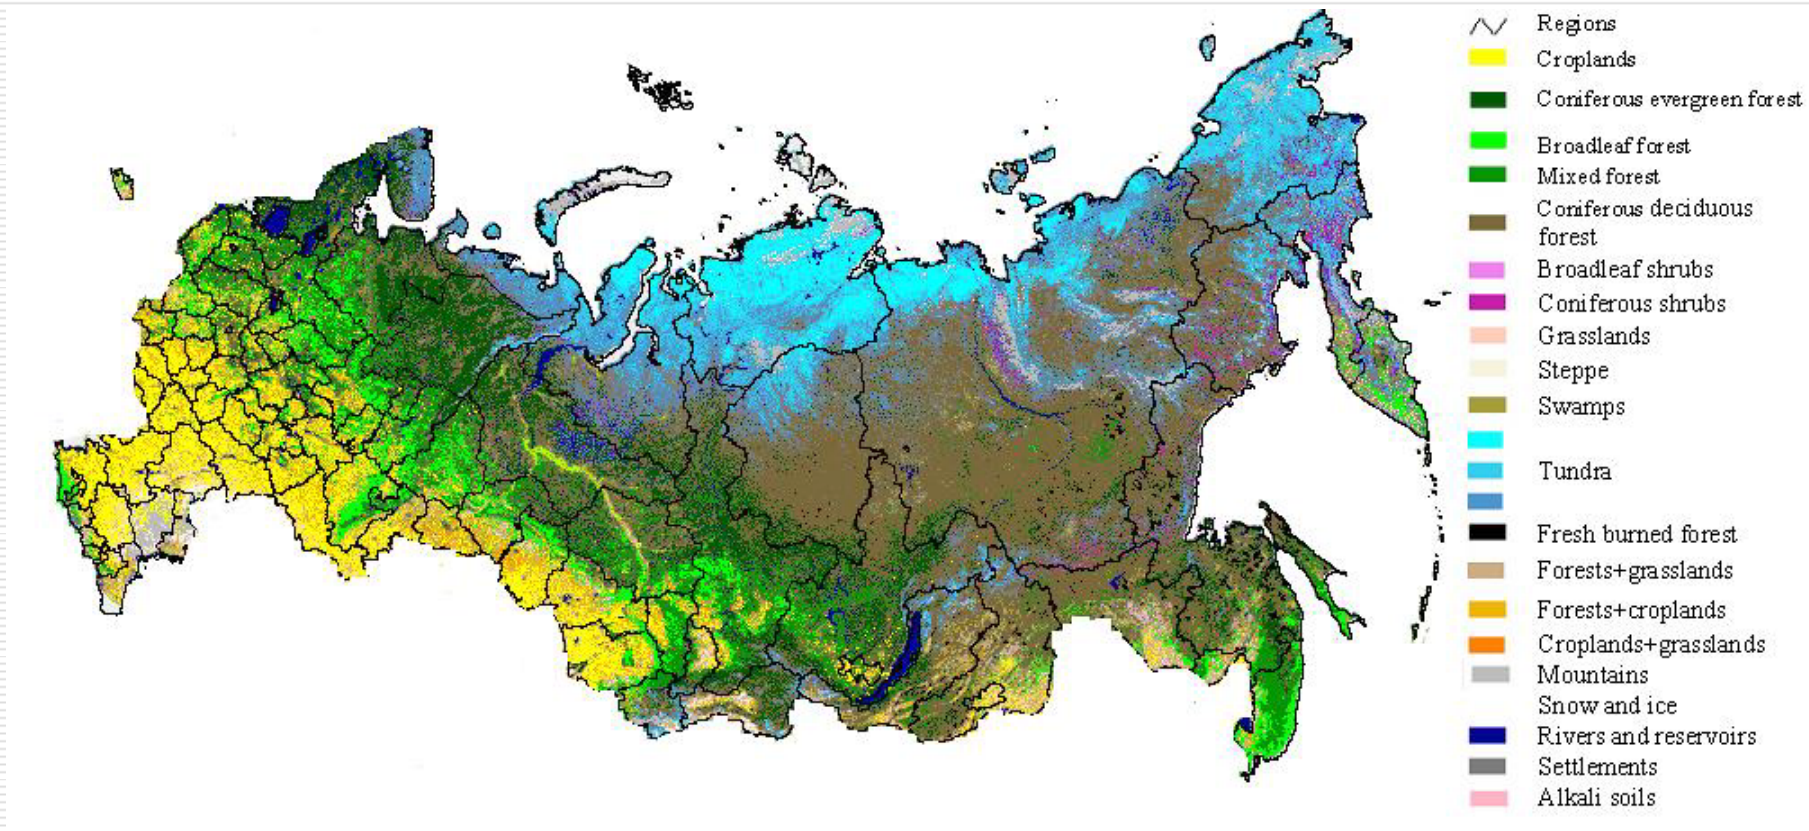 Regions
Croplands
Coniferous evergreen forest
Broadleaf forest
Mixed forest
Coniferous deciduous
forest
Broadleaf shrubs
Coniferous shrubs
Grasslands
Steppe
Swamps
Tundra
Fresh burned forest
Forests+grasslands
Forests+croplands
Croplands+grasslands
Mountains
Snow and ice
Rivers and reservoirs
Settlements
Alkali soils